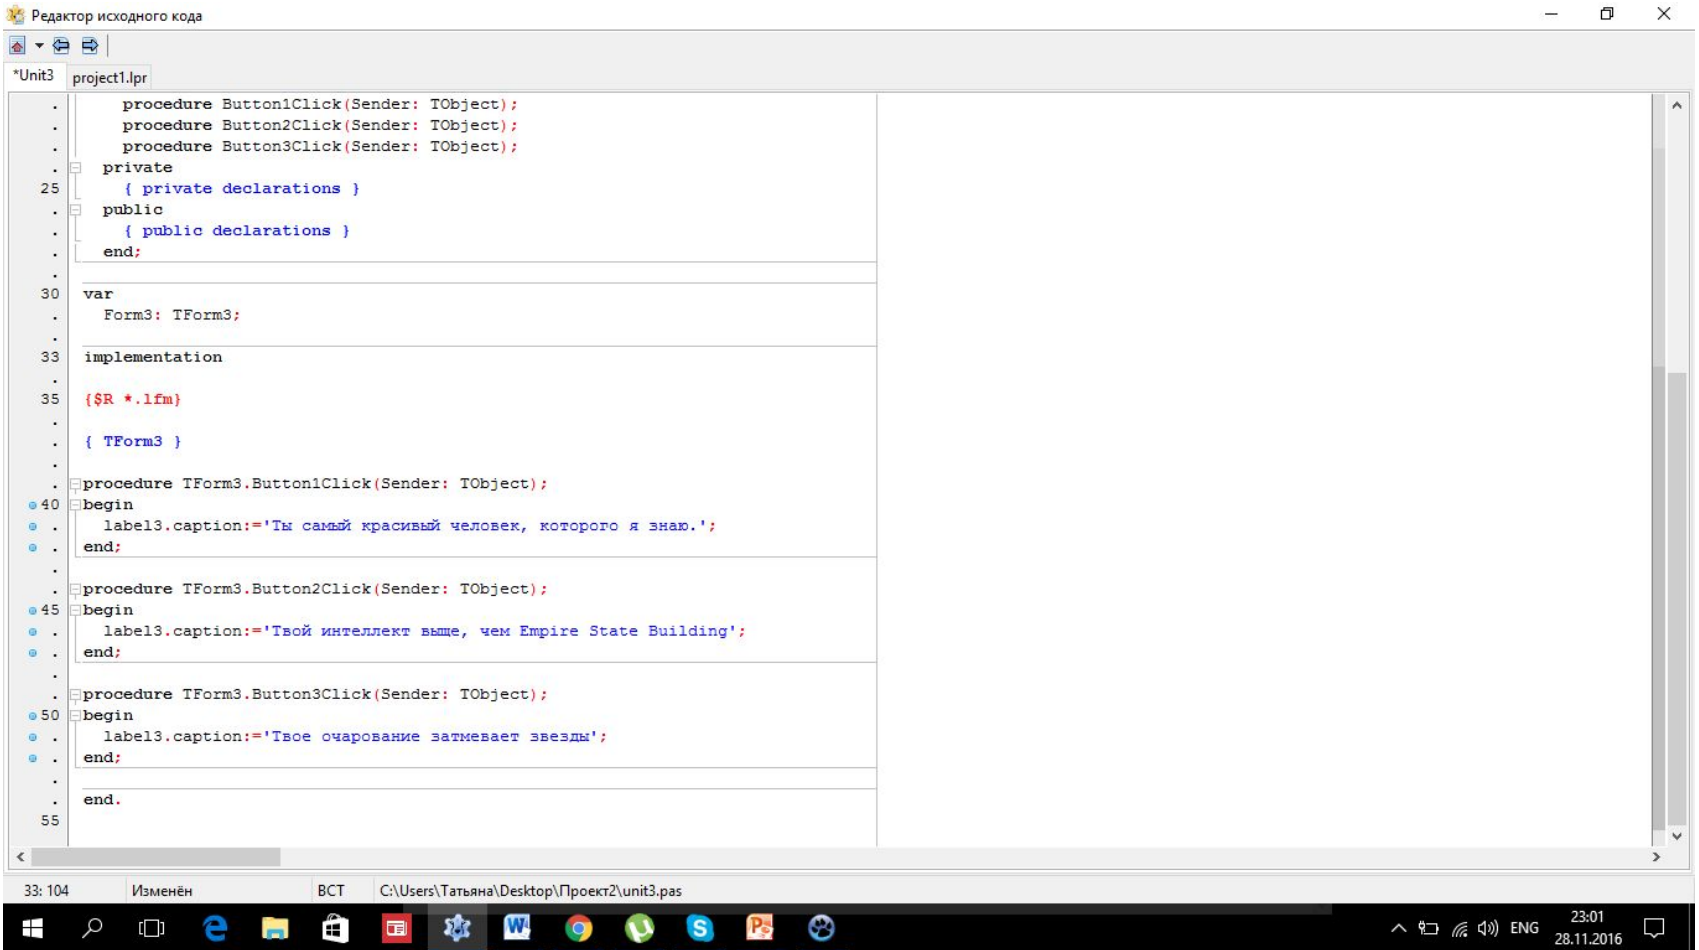 Редактор исходного кода
*Unit3 project1.lpr
. procedure Button1Click(Sender: TObject);
. procedure Button2Click(Sender: TObject);
. procedure Button3Click(Sender: TObject);
. private
25 { private declarations }
. public
. { public declarations }
. end;
.
30 var
. Form3: TForm3;
.
33 implementation
.
35 {$R *.lfm}
.
. { TForm3 }
.
. procedure TForm3.Button1Click(Sender: TObject);
40 begin
. label3.caption:='Ты самый красивый человек, которого я знаю.';
. end;
.
. procedure TForm3.Button2Click(Sender: TObject);
45 begin
. label3.caption:='Твой интеллект выше, чем Empire State Building';
. end;
.
. procedure TForm3.Button3Click(Sender: TObject);
50 begin
. label3.caption:='Твое очарование затмевает звезды';
. end;
.
. end.
55
33: 104 Изменён ВСТ C:\Users\Татьяна\Desktop\Проект2\unit3.pas
ENG 23:01
28.11.2016